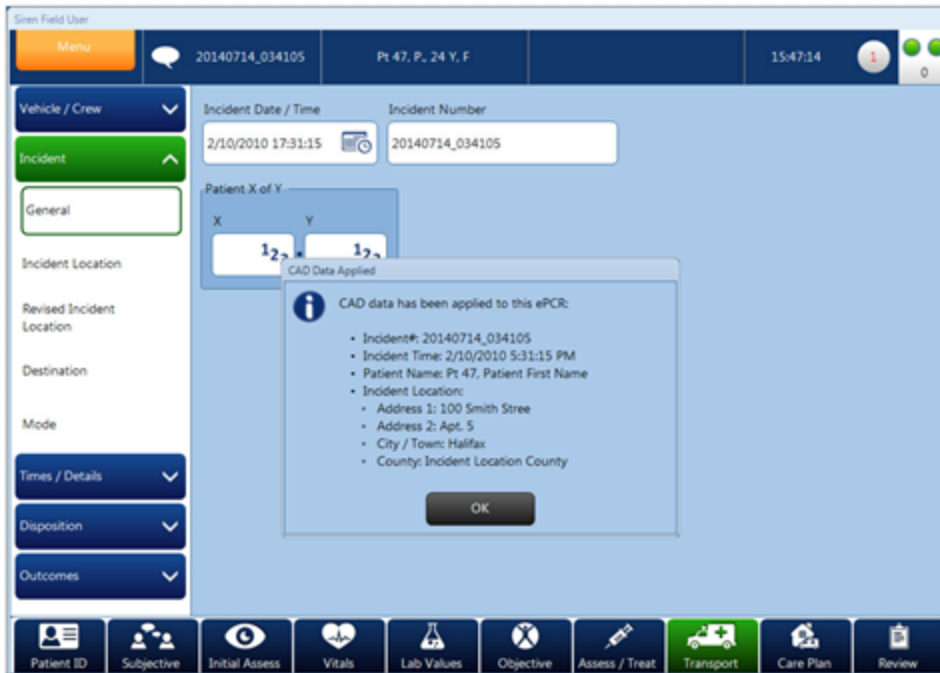 Siren Field User
Menu
20140714_034105
Pt 47, P., 24 Y, F
15:47:14
1
0
Vehicle / Crew
Incident
General
Incident Location
Revised Incident
Location
Destination
Mode
Times / Details
Disposition
Outcomes
Incident Date / Time
Incident Number
2/10/2010 17:31:15
20140714_034105
Patient X of Y
X
Y
CAD Data Applied
CAD data has been applied to this ePCR:
• Incident#: 20140714_034105
• Incident Time: 2/10/2010 5:31:15 PM
• Patient Name: Pt 47, Patient First Name
• Incident Location:
◦ Address 1: 100 Smith Stree
◦ Address 2: Apt. 5
◦ City / Town: Halifax
◦ County: Incident Location County
OK
Patient ID
Subjective
Initial Assess
Vitals
Lab Values
Objective
Assess / Treat
Transport
Care Plan
Review